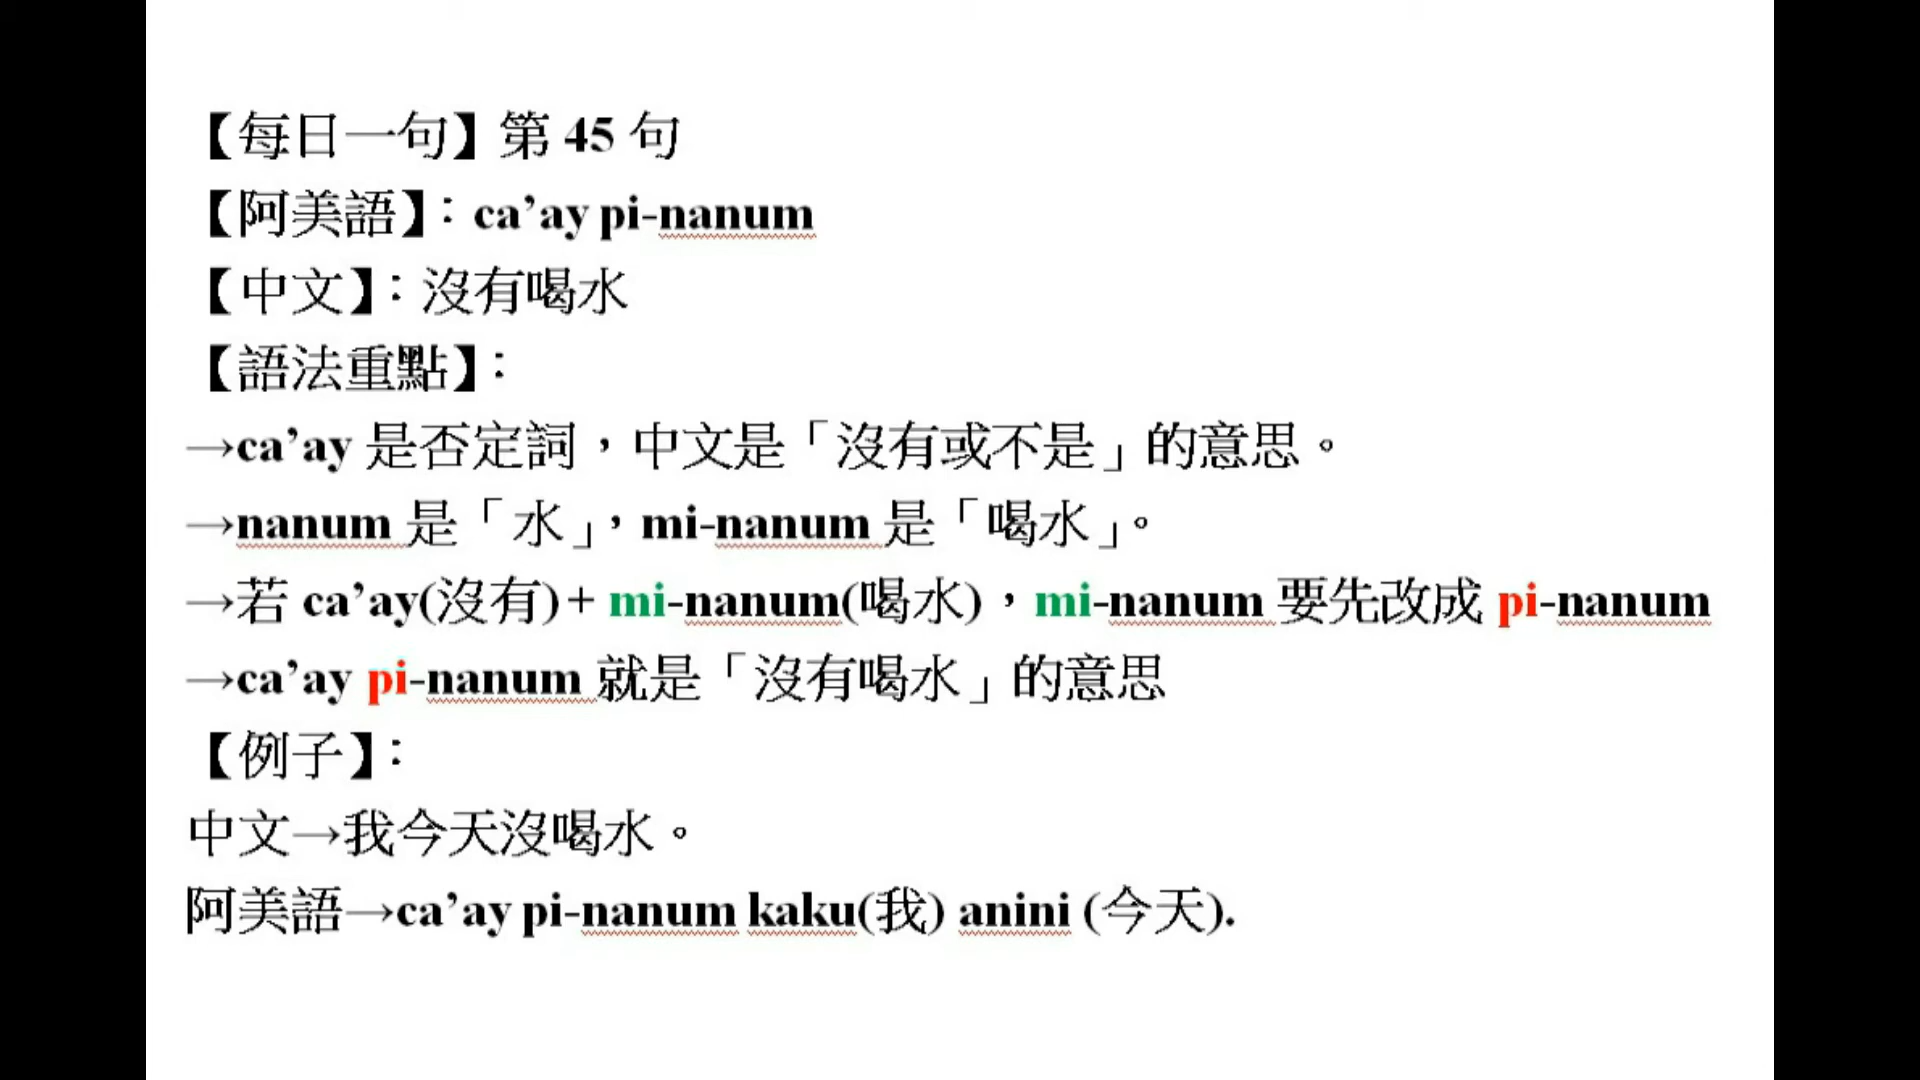 【每日一句】第 45 句
【阿美語】：ca’ay pi-nanum
【中文】：沒有喝水
【語法重點】：
→ca’ay 是否定詞，中文是「沒有或不是」的意思。
→nanum 是「水」，mi-nanum 是「喝水」。
→若 ca’ay(沒有)+ mi-nanum(喝水)，mi-nanum 要先改成 pi-nanum
→ca’ay pi-nanum 就是「沒有喝水」的意思
【例子】：
中文→我今天沒喝水。
阿美語→ca’ay pi-nanum kaku(我) anini (今天).